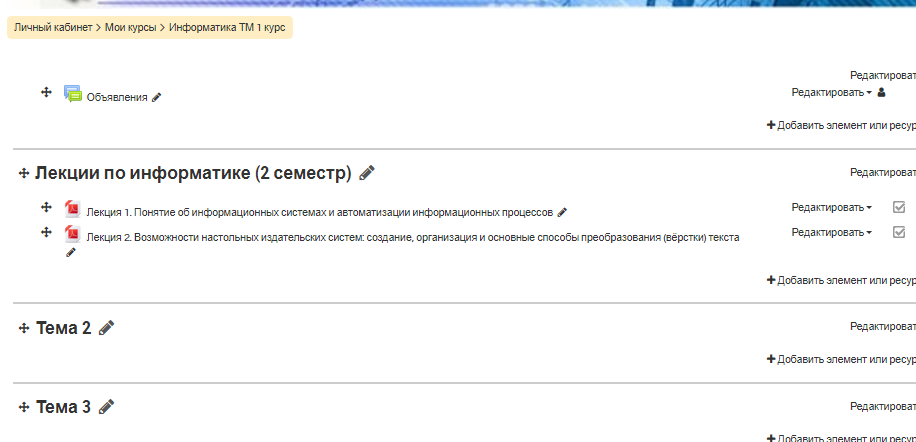 Личный кабинет > Мои курсы > Информатика ТМ 1 курс
Редактироват
Объявления Редактировать
Добавить элемент или ресур
Лекции по информатике (2 семестр) Редактироват
Лекция 1. Понятие об информационных системах и автоматизации информационных процессов Редактировать
Лекция 2. Возможности настольных издательских систем: создание, организация и основные способы преобразования (вёрстки) текста Редактировать
Добавить элемент или ресур
Тема 2 Редактироват
Добавить элемент или ресур
Тема 3 Редактироват
Добавить элемент или ресур